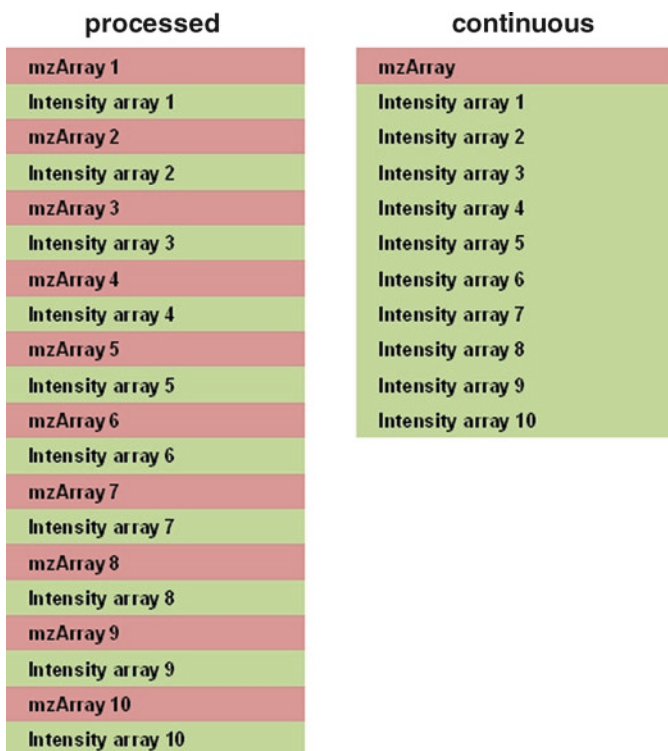 processed
mzArray 1
Intensity array 1
mzArray 2
Intensity array 2
mzArray 3
Intensity array 3
mzArray 4
Intensity array 4
mzArray 5
Intensity array 5
mzArray 6
Intensity array 6
mzArray 7
Intensity array 7
mzArray 8
Intensity array 8
mzArray 9
Intensity array 9
mzArray 10
Intensity array 10
continuous
mzArray
Intensity array 1
Intensity array 2
Intensity array 3
Intensity array 4
Intensity array 5
Intensity array 6
Intensity array 7
Intensity array 8
Intensity array 9
Intensity array 10